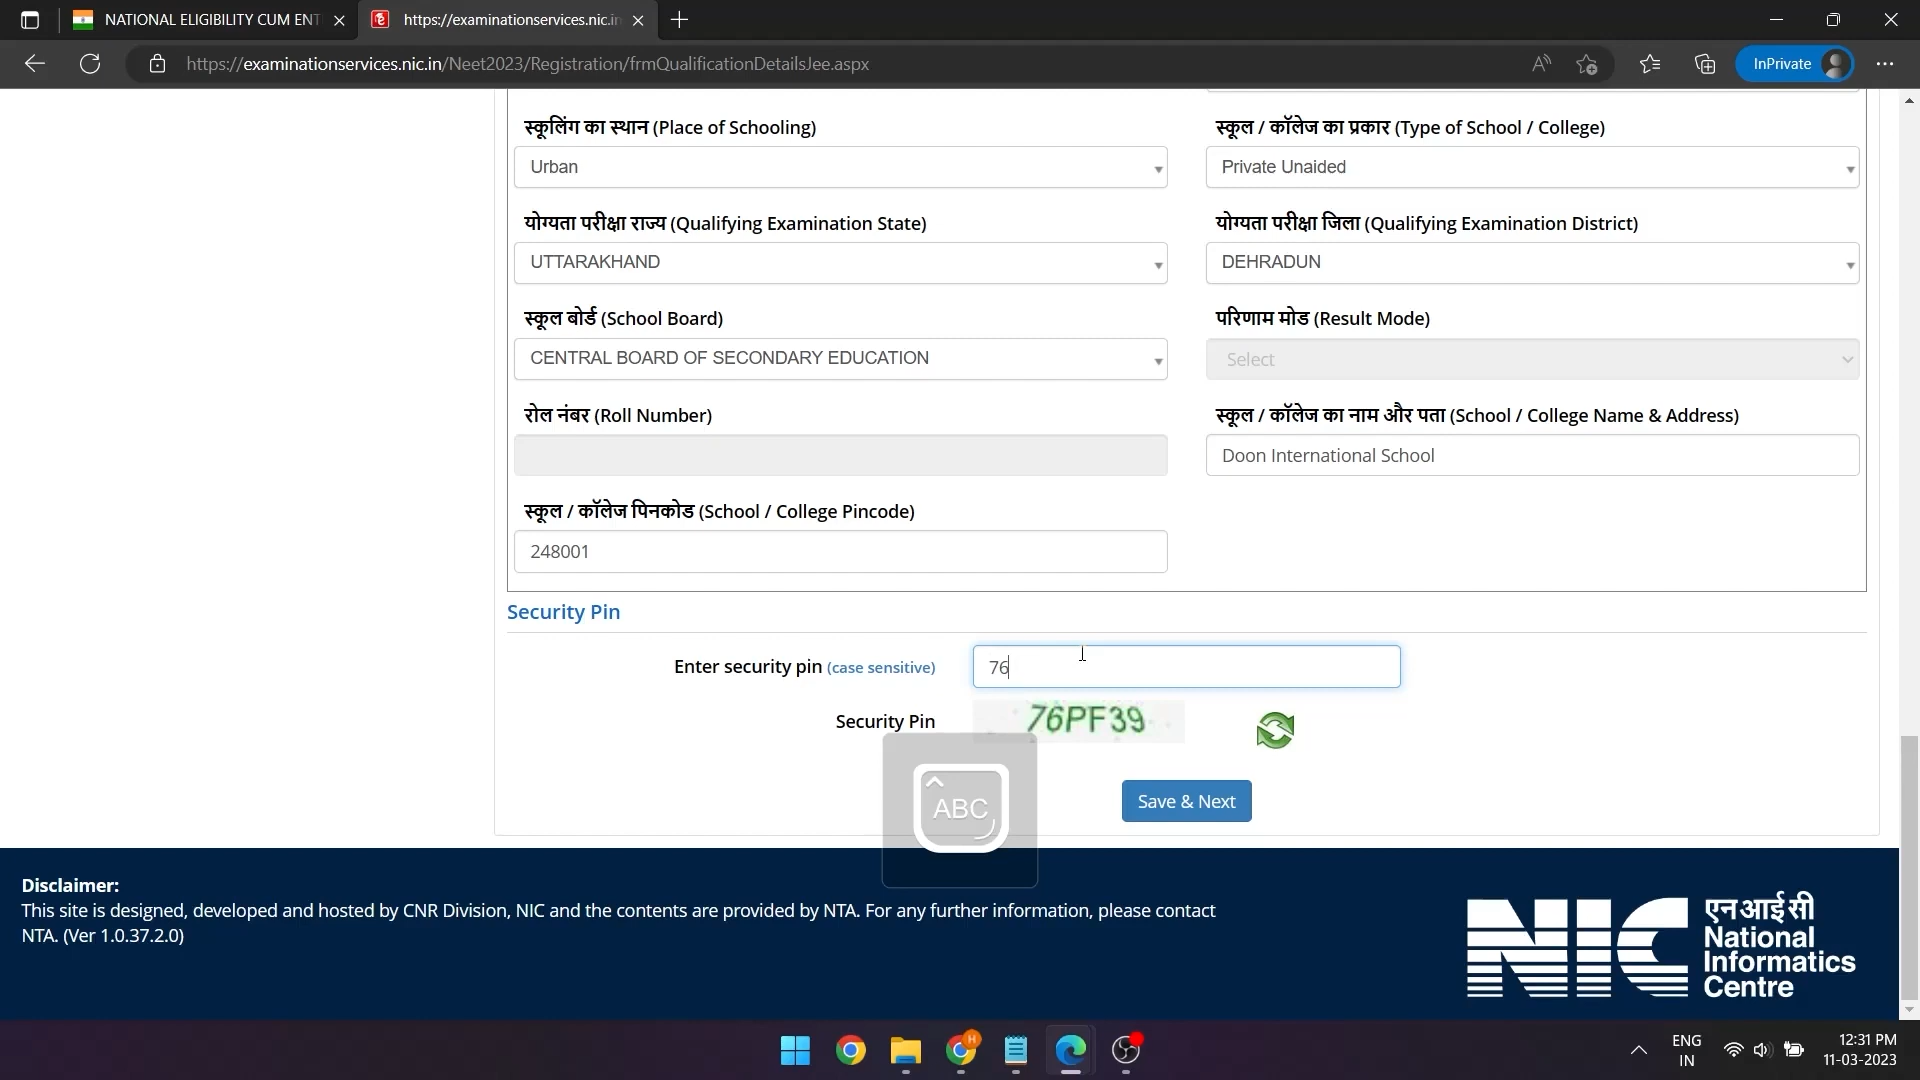 NATIONAL ELIGIBILITY CUM ENT
https://examinationservices.nic.in
https://examinationservices.nic.in/Neet2023/Registration/frmQualificationDetailsJee.aspx
InPrivate
स्कूलिंग का स्थान (Place of Schooling)
स्कूल / कॉलेज का प्रकार (Type of School / College)
Urban
Private Unaided
योग्यता परीक्षा राज्य (Qualifying Examination State)
योग्यता परीक्षा जिला (Qualifying Examination District)
UTTARAKHAND
DEHRADUN
स्कूल बोर्ड (School Board)
परिणाम मोड (Result Mode)
CENTRAL BOARD OF SECONDARY EDUCATION
Select
रोल नंबर (Roll Number)
स्कूल / कॉलेज का नाम और पता (School / College Name & Address)
Doon International School
स्कूल / कॉलेज पिनकोड (School / College Pincode)
248001
Security Pin
Enter security pin (case sensitive)
76
Security Pin
76PF39
ABC
Save & Next
Disclaimer:
This site is designed, developed and hosted by CNR Division, NIC and the contents are provided by NTA. For any further information, please contact
NTA. (Ver 1.0.37.2.0)
NIC
एनआईसी
National
Informatics
Centre
H
ENG
IN
12:31 PM
11-03-2023